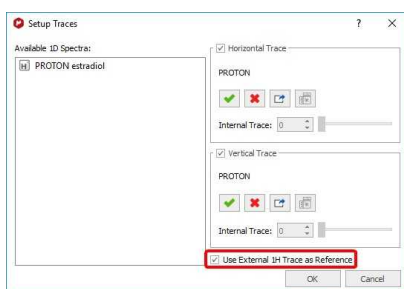 Setup Traces
?
Available 1D Spectra:
H PROTON estradiol
Horizontal Trace
PROTON
Internal Trace: 0
Vertical Trace
PROTON
Internal Trace: 0
Use External 1H Trace as Reference
OK Cancel